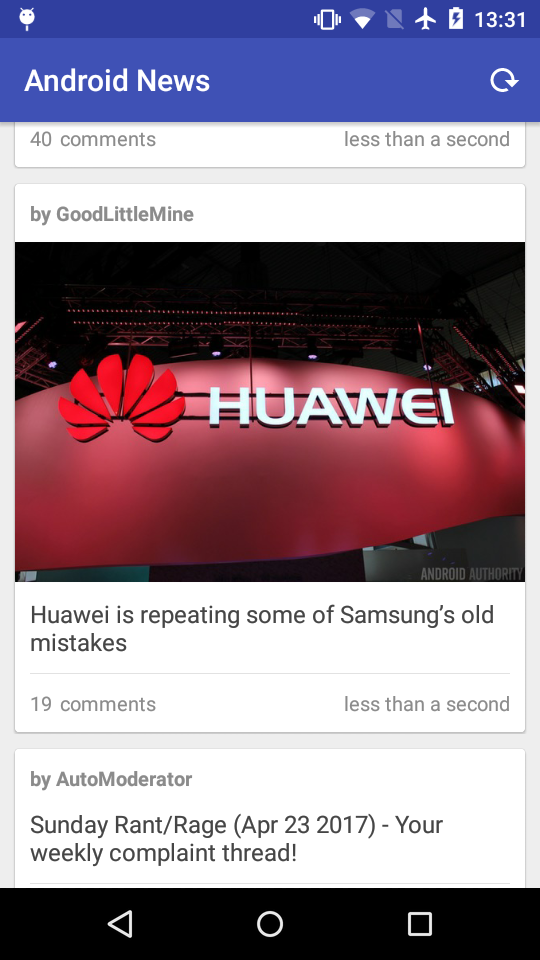 13:31
Android News
40 comments less than a second
by GoodLittleMine
HUAWEI
ANDROID AUTHORITY
Huawei is repeating some of Samsung’s old
mistakes
19 comments less than a second
by AutoModerator
Sunday Rant/Rage (Apr 23 2017) - Your
weekly complaint thread!